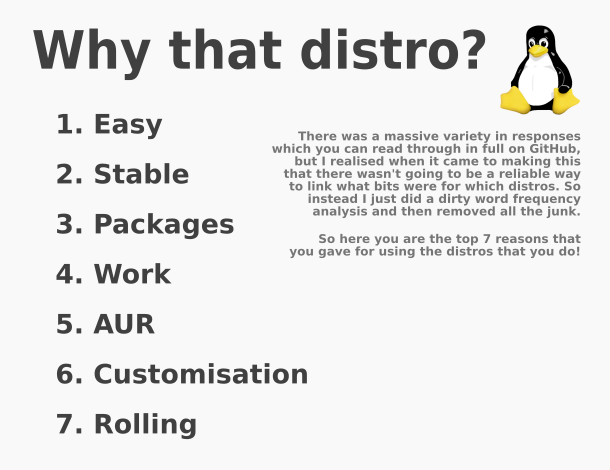 Why that distro?
1. Easy
2. Stable
3. Packages
4. Work
5. AUR
6. Customisation
7. Rolling
There was a massive variety in responses
which you can read through in full on GitHub,
but I realised when it came to making this
that there wasn't going to be a reliable way
to link what bits were for which distros. So
instead I just did a dirty word frequency
analysis and then removed all the junk.
So here you are the top 7 reasons that
you gave for using the distros that you do!